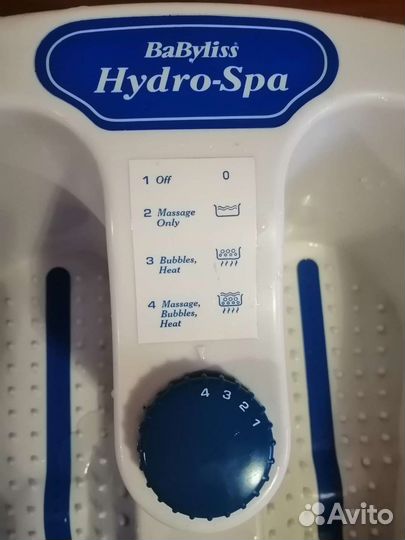 BaByliss
Hydro-Spa
1 Off 0
2 Massage
Only
3 Bubbles,
Heat
4 Massage,
Bubbles,
Heat
4 3 2 1
Avito